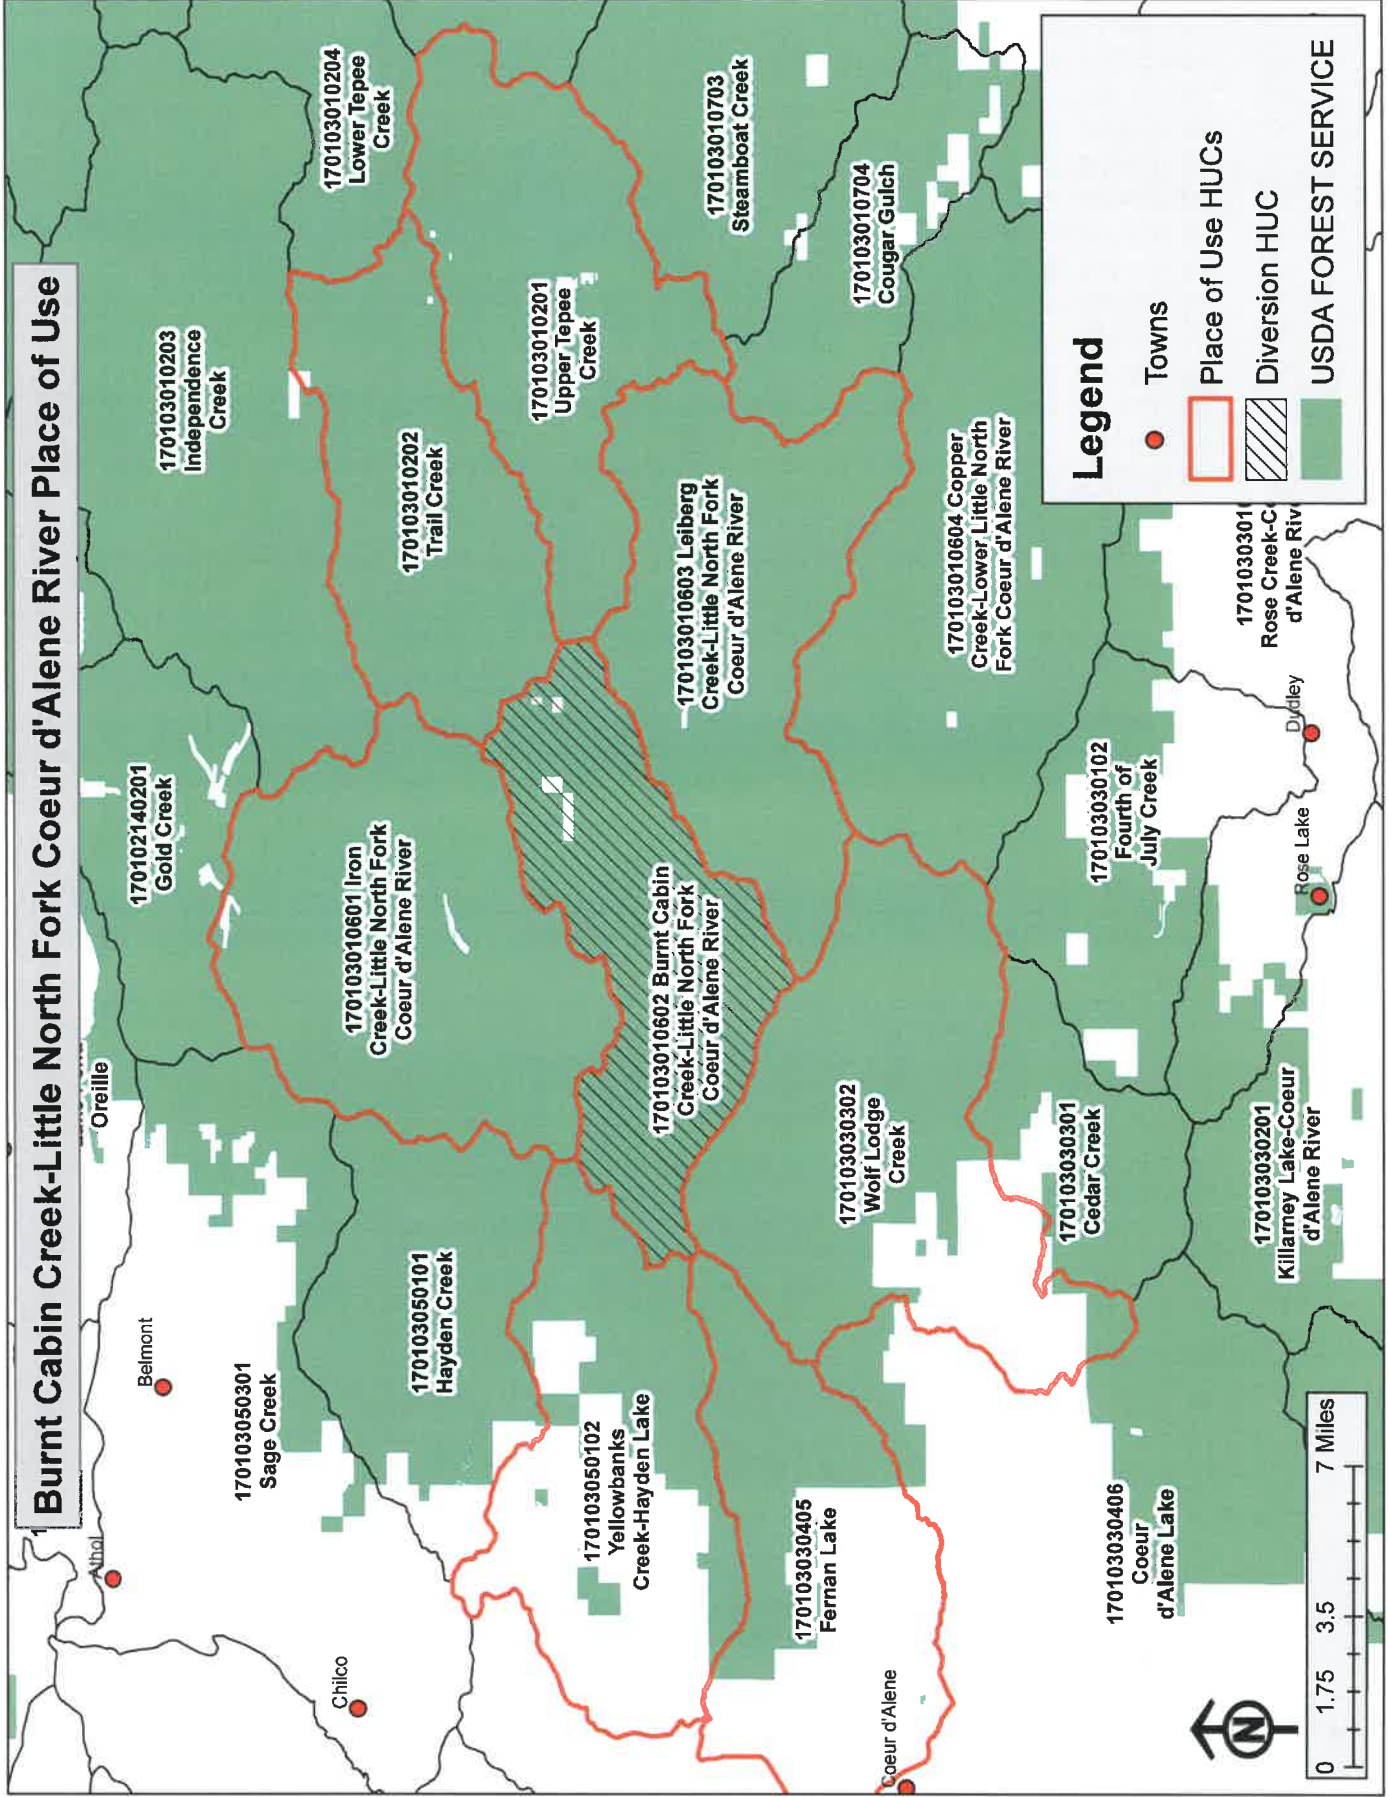 Burnt Cabin Creek-Little North Fork Coeur d'Alene River Place of Use
Athol
Belmont
Oreille
170102140201
Gold Creek
170103010203
Independence
Creek
170103010204
Lower Tepee
Creek
170103050301
Sage Creek
Chilco
170103010601 Iron
Creek-Little North Fork
Coeur d'Alene River
170103010202
Trail Creek
170103050101
Hayden Creek
170103010201
Upper Tepee
Creek
170103050102
Yellowbanks
Creek-Hayden Lake
170103010602 Burnt Cabin
Creek-Little North Fork
Coeur d'Alene River
170103010603 Leiberg
Creek-Little North Fork
Coeur d'Alene River
170103010703
Steamboat Creek
170103030405
Fernan Lake
170103030302
Wolf Lodge
Creek
170103010704
Cougar Gulch
Coeur d'Alene
170103010604 Copper
Creek-Lower Little North
Fork Coeur d'Alene River
170103030406
Coeur
d'Alene Lake
170103030301
Cedar Creek
170103030102
Fourth of
July Creek
170103030201
Killarney Lake-Coeur
d'Alene River
Rose Lake
Dudley
1701030301
Rose Creek-Co
d'Alene Rive
N
0 1.75 3.5 7 Miles
Legend
Towns
Place of Use HUCs
Diversion HUC
USDA FOREST SERVICE